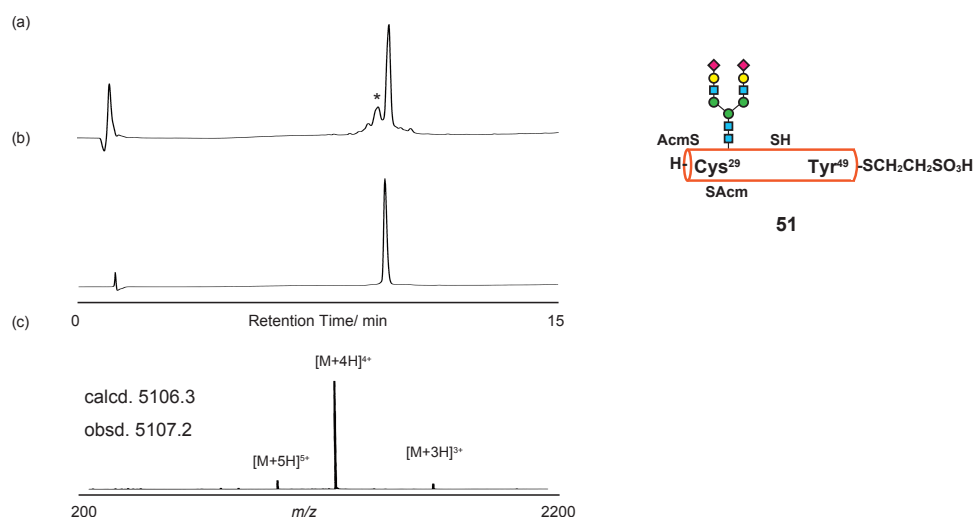 (a)
*
(b)
0 Retention Time/ min 15
(c)
[M+4H]⁴⁺
calcd. 5106.3
obsd. 5107.2
[M+5H]⁵⁺
[M+3H]³⁺
200 m/z 2200
AcmS SH
H- Cys²⁹ Tyr⁴⁹ -SCH₂CH₂SO₃H
SAcm
51